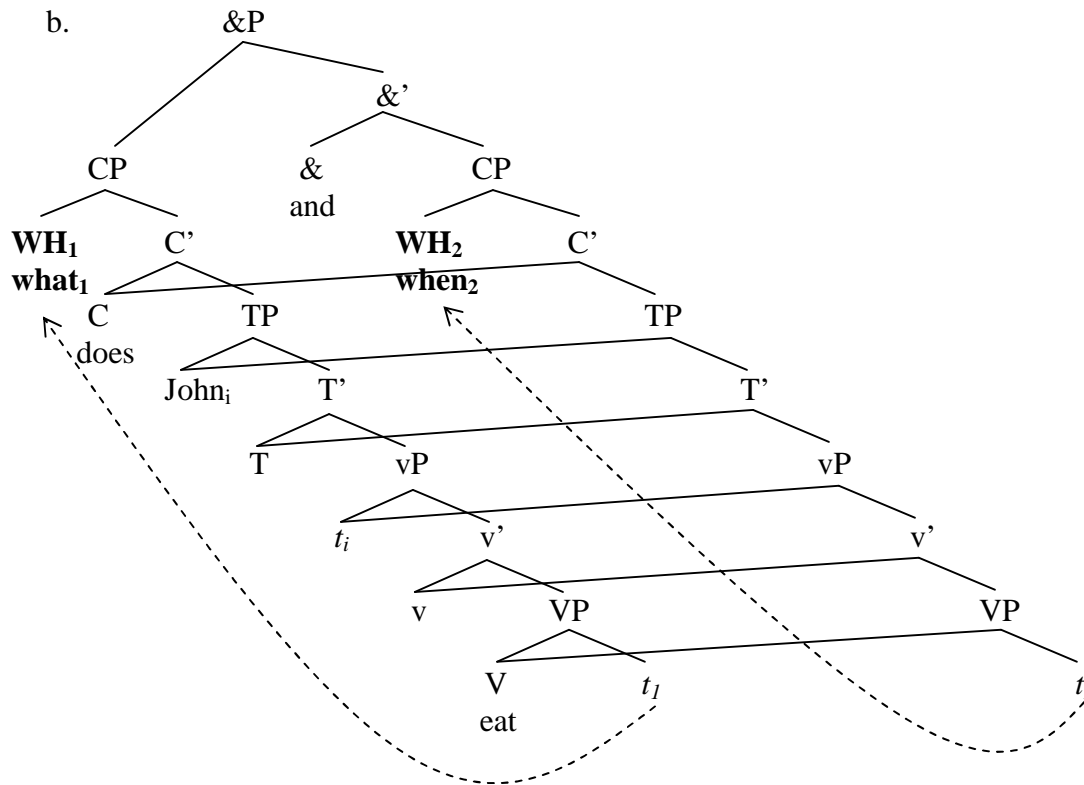 b.
&P
&’
CP & CP
and
WH1 C’ WH2 C’
what1 when2
C TP TP
does
Johni T’ T’
T vP vP
ti v’ v’
v VP VP
V t1 t
eat